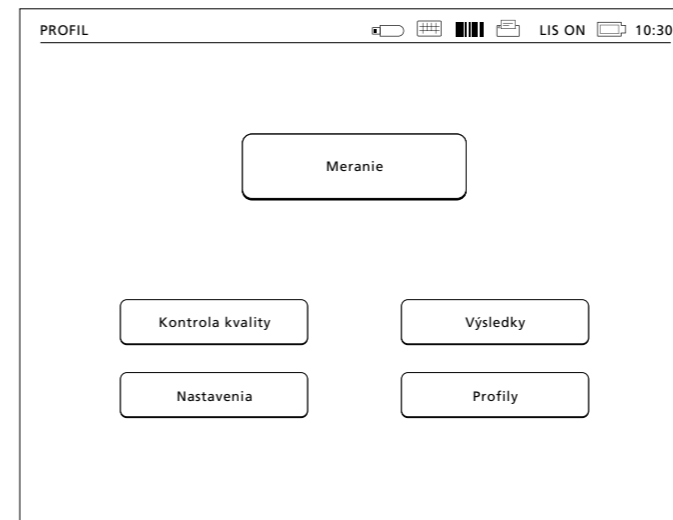 PROFIL LIS ON 10:30
Meranie
Kontrola kvality Výsledky
Nastavenia Profily